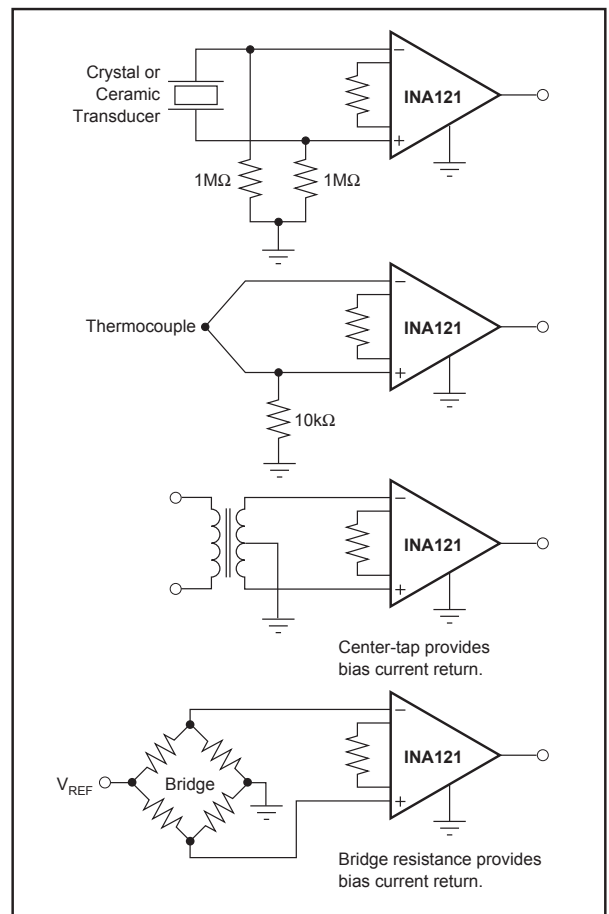 Crystal or
Ceramic
Transducer
−
INA121
+
1MΩ
1MΩ
Thermocouple
−
INA121
+
10kΩ
−
INA121
+
Center-tap provides
bias current return.
−
INA121
+
V_REF
Bridge
Bridge resistance provides
bias current return.